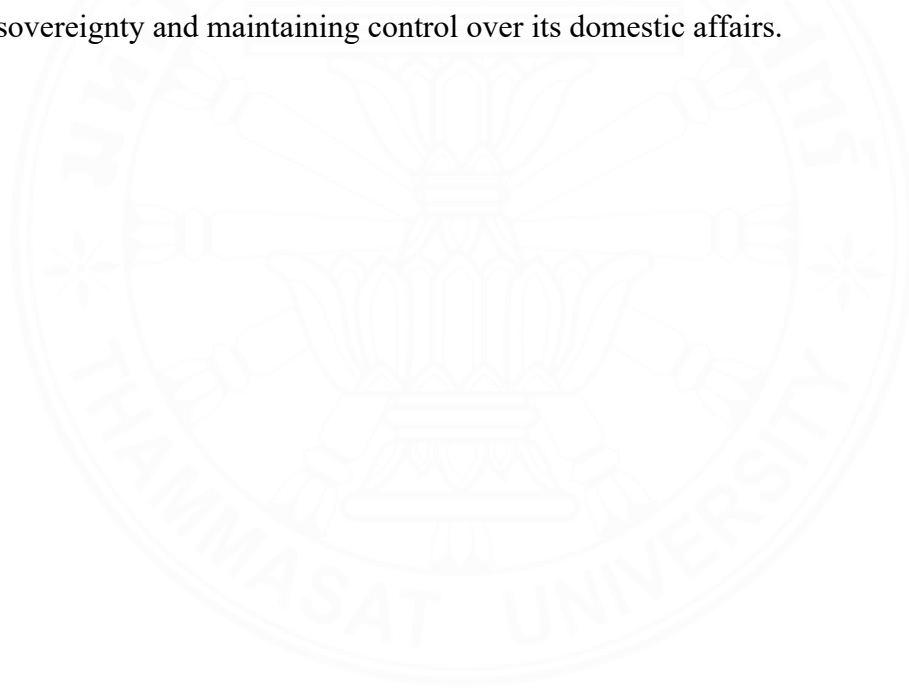 sovereignty and maintaining control over its domestic affairs.
THAMMASAT UNIVERSITY